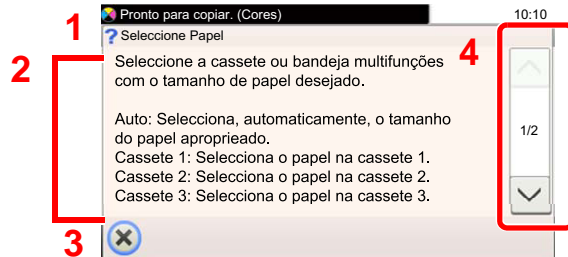 Pronto para copiar. (Cores) 10:10
1
? Seleccione Papel
2
Seleccione a cassete ou bandeja multifunções
com o tamanho de papel desejado.
4
Auto: Selecciona, automaticamente, o tamanho
do papel aproprieado.
1/2
Cassete 1: Selecciona o papel na cassete 1.
Cassete 2: Selecciona o papel na cassete 2.
Cassete 3: Selecciona o papel na cassete 3.
3